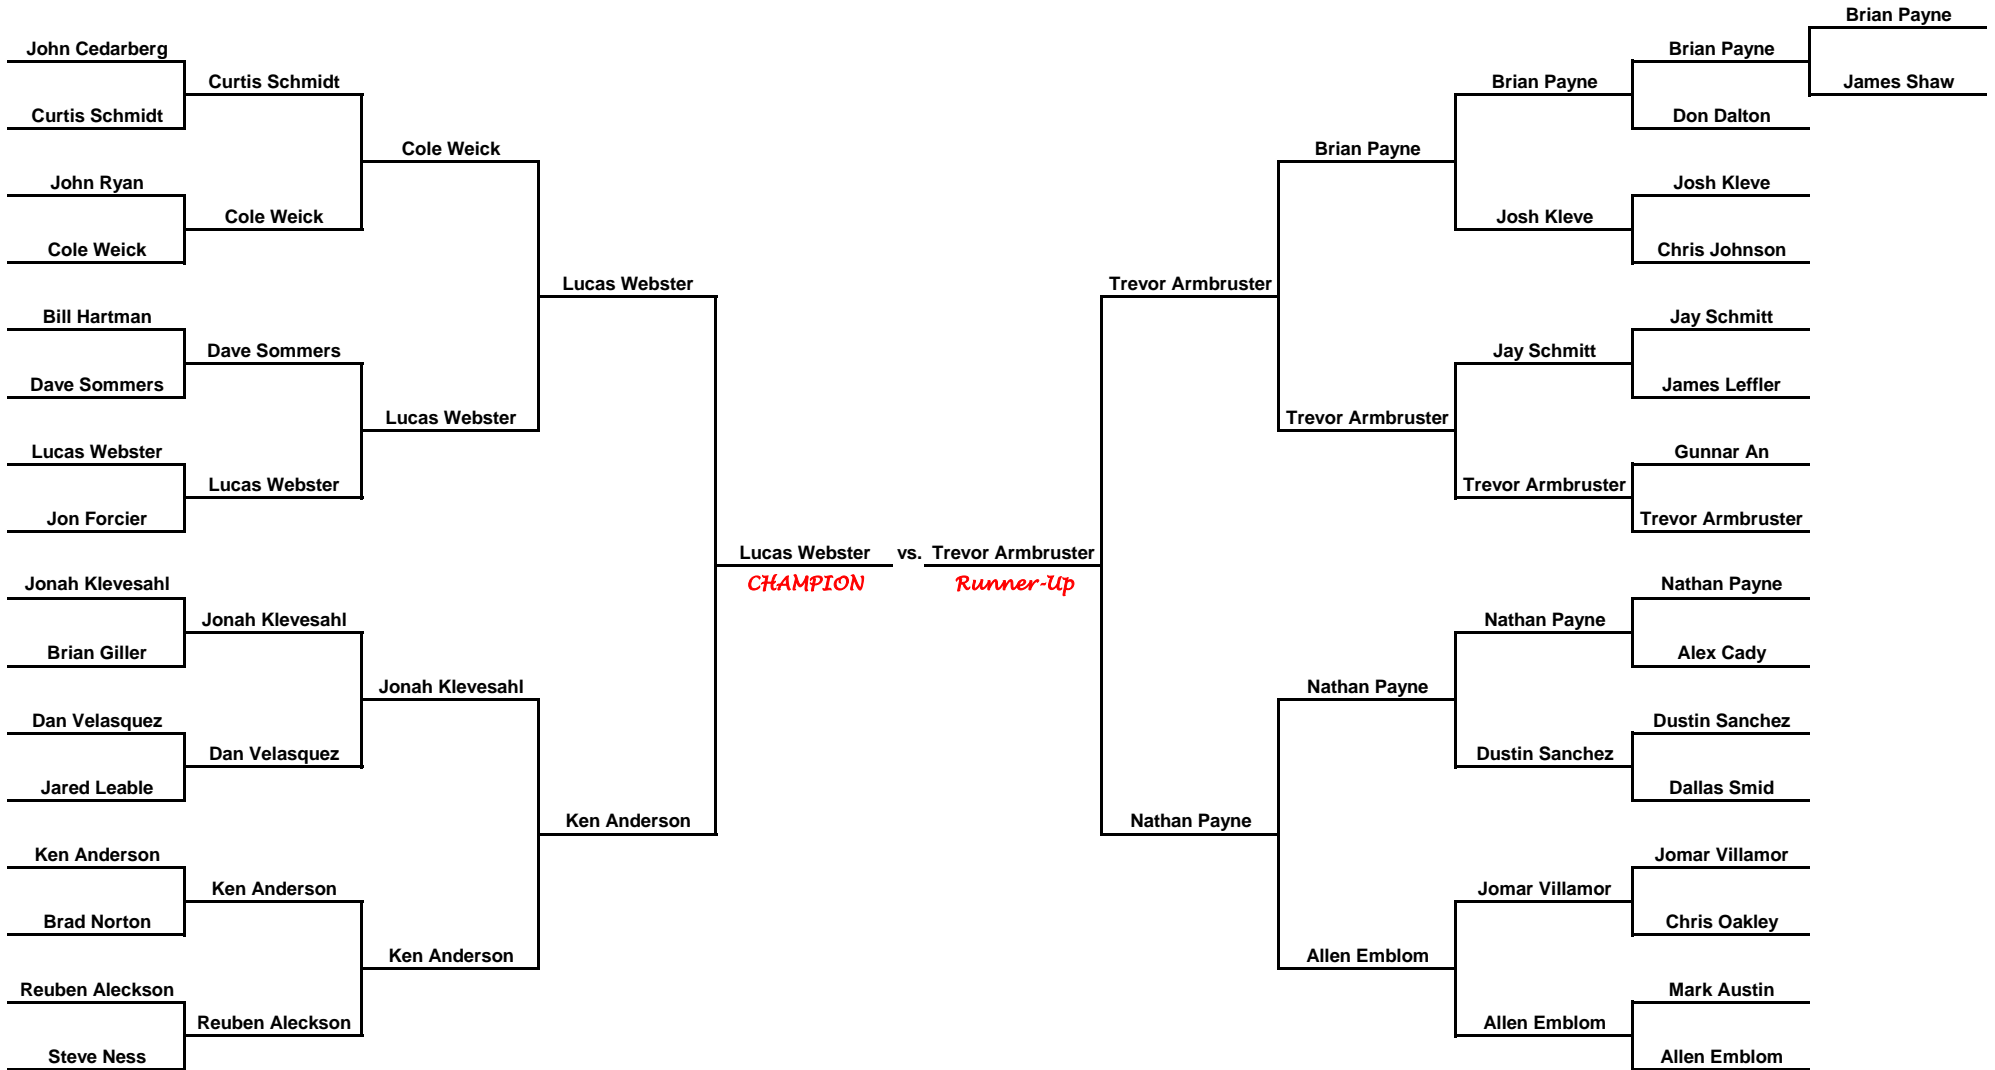 Brian Payne
John Cedarberg
Brian Payne
Curtis Schmidt
Brian Payne
James Shaw
Curtis Schmidt
Don Dalton
Cole Weick
Brian Payne
John Ryan
Josh Kleve
Cole Weick
Josh Kleve
Cole Weick
Chris Johnson
Lucas Webster
Trevor Armbruster
Bill Hartman
Jay Schmitt
Dave Sommers
Jay Schmitt
Dave Sommers
James Leffler
Lucas Webster
Trevor Armbruster
Lucas Webster
Gunnar An
Lucas Webster
Trevor Armbruster
Jon Forcier
Trevor Armbruster
Lucas Webster vs. Trevor Armbruster
CHAMPION
Runner-Up
Jonah Klevesahl
Nathan Payne
Jonah Klevesahl
Nathan Payne
Brian Giller
Alex Cady
Jonah Klevesahl
Nathan Payne
Dan Velasquez
Dustin Sanchez
Dan Velasquez
Dustin Sanchez
Jared Leable
Dallas Smid
Ken Anderson
Nathan Payne
Ken Anderson
Jomar Villamor
Ken Anderson
Jomar Villamor
Brad Norton
Chris Oakley
Ken Anderson
Allen Emblom
Reuben Aleckson
Mark Austin
Reuben Aleckson
Allen Emblom
Steve Ness
Allen Emblom